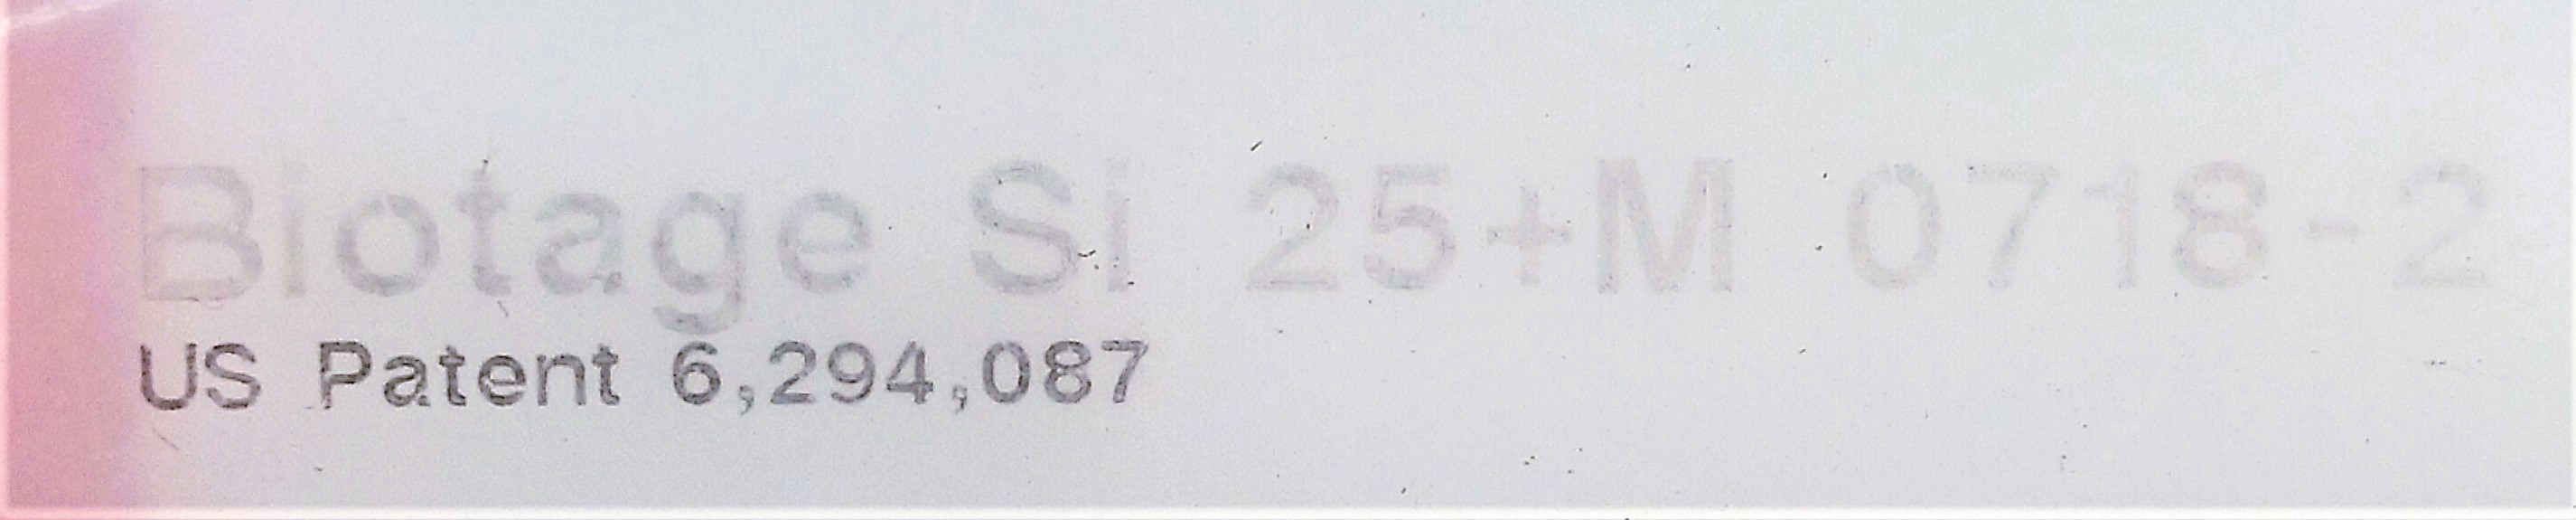 Biotage Si 25+M 0718-2
US Patent 6,294,087